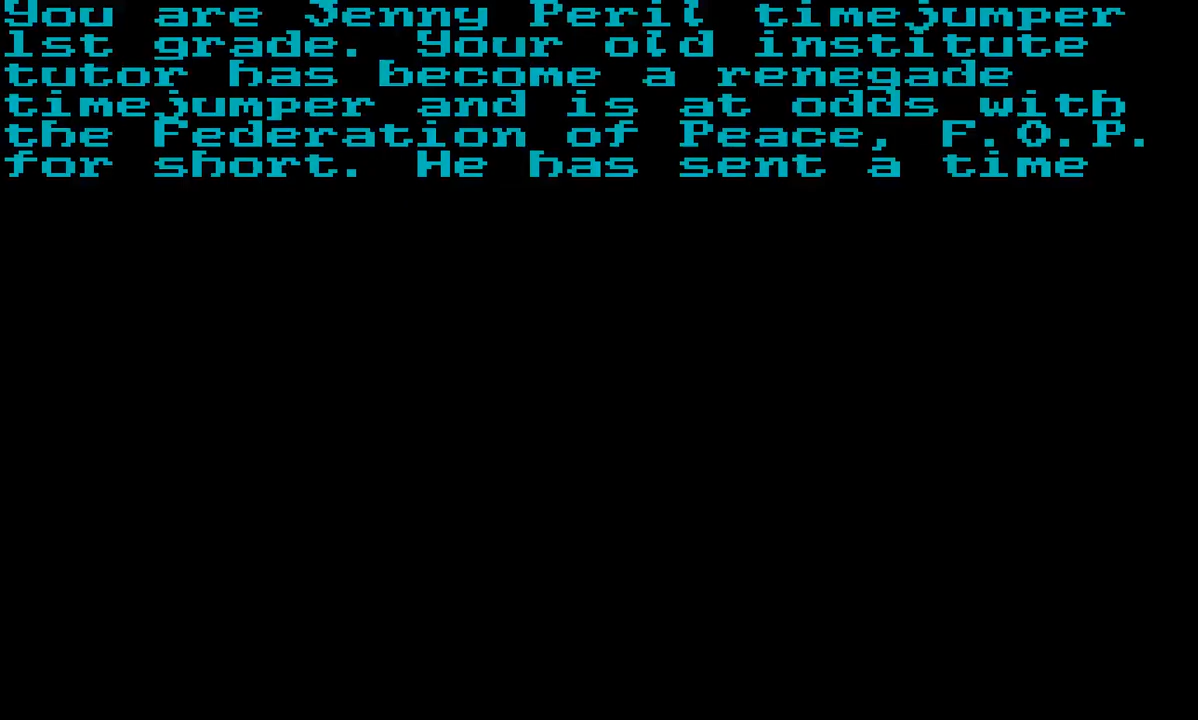 You are Jenny Peril timejumper
1st grade. Your old institute
tutor has become a renegade
timejumper and is at odds with
the Federation of Peace, F.O.P.
for short. He has sent a time